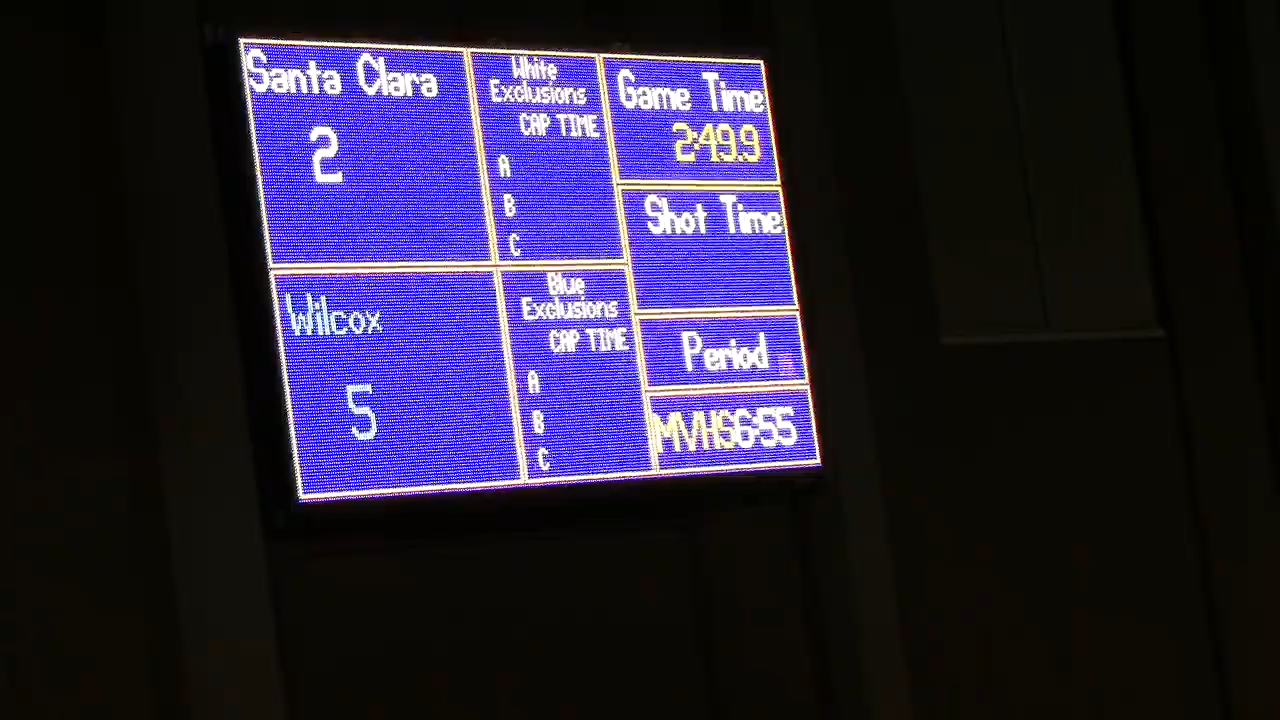 Santa Clara
2
White
Exclusions
CAP TIME
A
B
C
Game Time
2:49.9
Shot Time
Wilcox
5
Blue
Exclusions
CAP TIME
A
B
C
Period
MVHS6:55